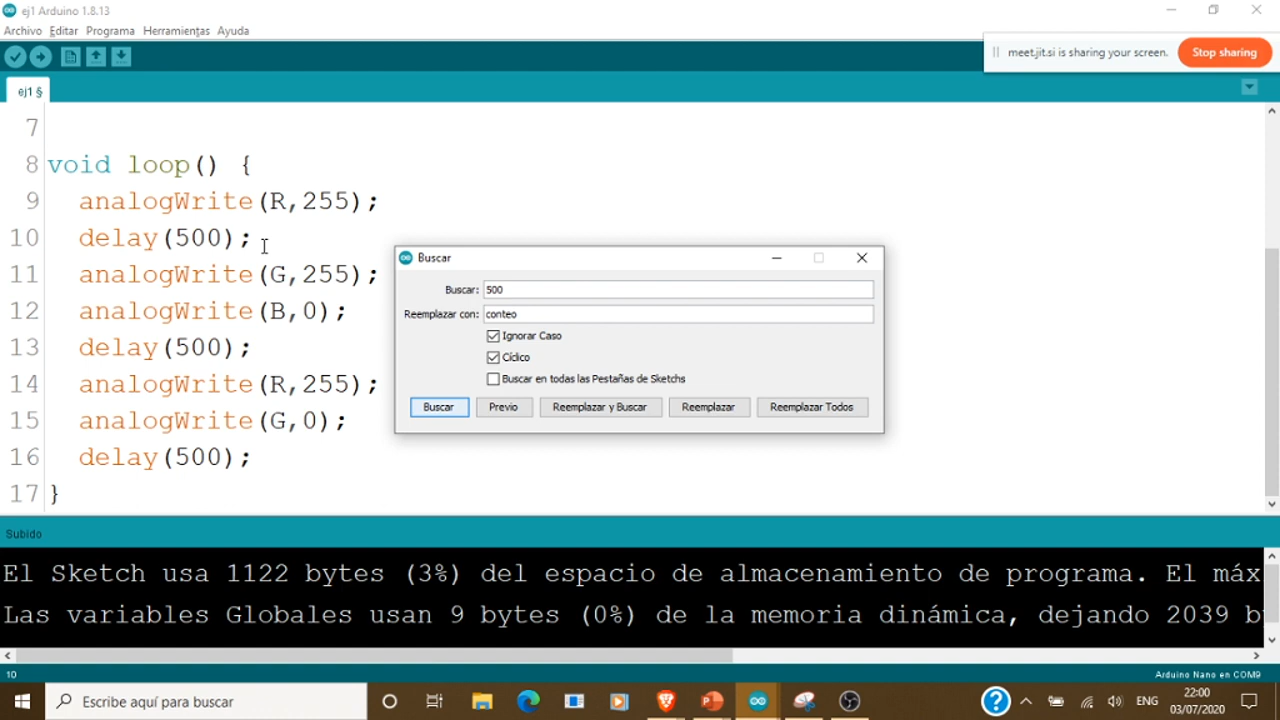 ej1 Arduino 1.8.13
Archivo Editar Programa Herramientas Ayuda
meet.jit.si is sharing your screen. Stop sharing
ej1 §
7
8 void loop() {
9 analogWrite(R,255);
10 delay(500);
11 analogWrite(G,255);
12 analogWrite(B,0);
13 delay(500);
14 analogWrite(R,255);
15 analogWrite(G,0);
16 delay(500);
17 }
Buscar
Buscar: 500
Reemplazar con: conteo
Ignorar Caso
Cíclico
Buscar en todas las Pestañas de Sketchs
Buscar Previo Reemplazar y Buscar Reemplazar Reemplazar Todos
Subido
El Sketch usa 1122 bytes (3%) del espacio de almacenamiento de programa. El máx
Las variables Globales usan 9 bytes (0%) de la memoria dinámica, dejando 2039 b
10 Arduino Nano en COM9
Escribe aquí para buscar
ENG
22:00
03/07/2020